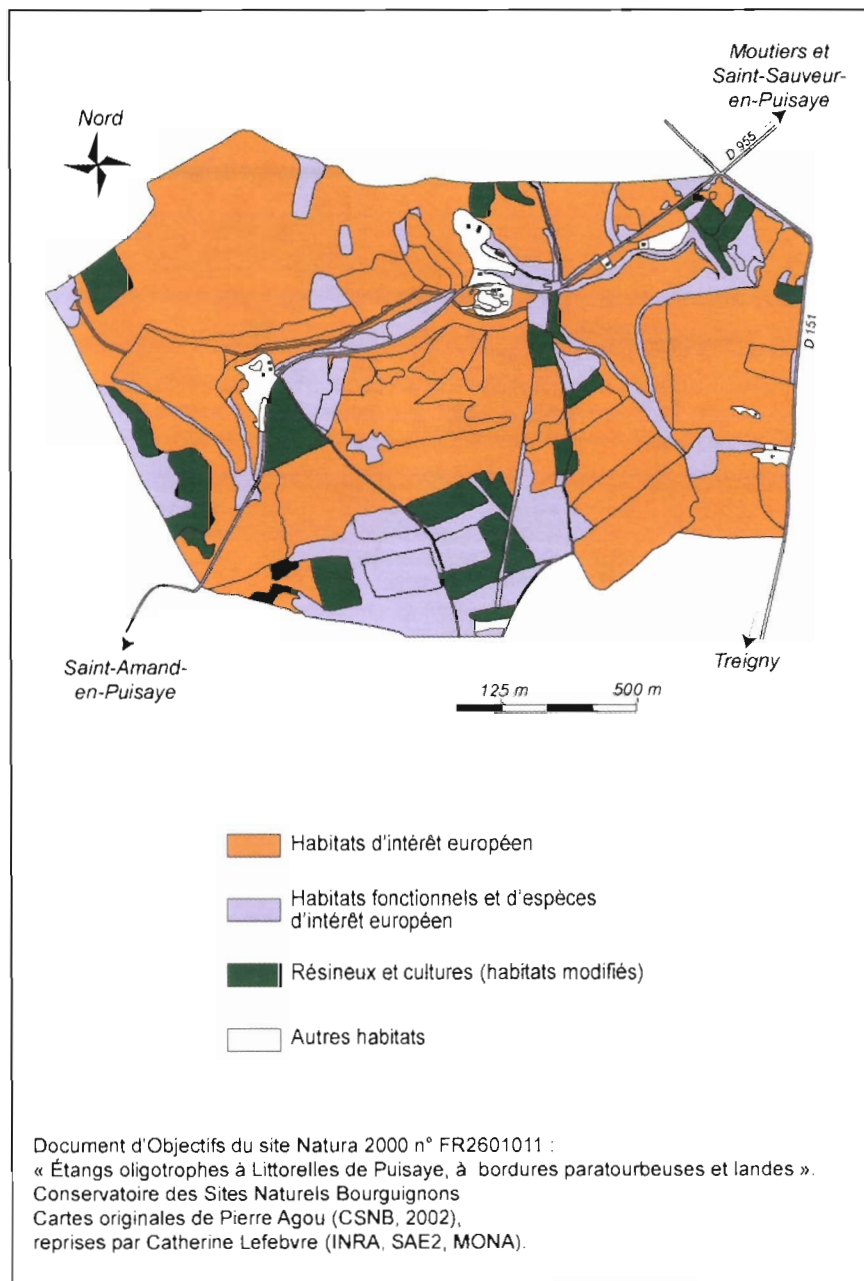 Moutiers et
Saint-Sauveur-
en-Puisaye
Nord
D 955
D 151
Saint-Amand-
en-Puisaye
Treigny
125 m
500 m
Habitats d'intérêt européen
Habitats fonctionnels et d'espèces
d'intérêt européen
Résineux et cultures (habitats modifiés)
Autres habitats
Document d'Objectifs du site Natura 2000 n° FR2601011 :
« Étangs oligotrophes à Littorelles de Puisaye, à bordures paratourbeuses et landes ».
Conservatoire des Sites Naturels Bourguignons
Cartes originales de Pierre Agou (CSNB, 2002),
reprises par Catherine Lefebvre (INRA, SAE2, MONA).